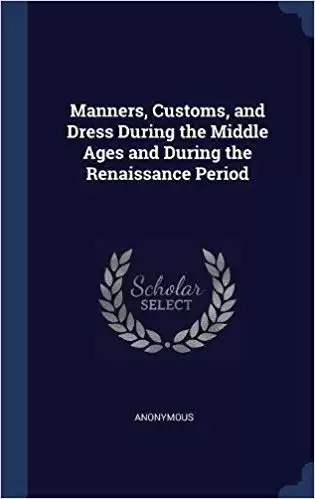 Manners, Customs, and
Dress During the Middle
Ages and During the
Renaissance Period
SCHOLAR
SELECT
ANONYMOUS